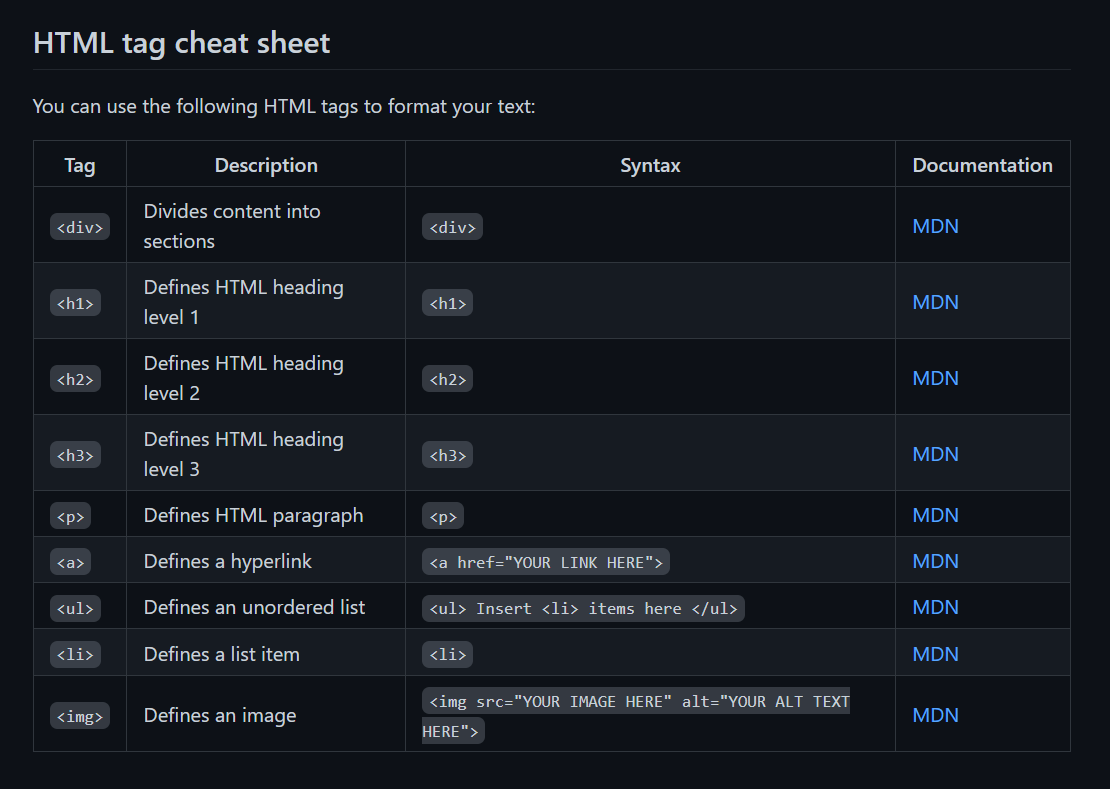 HTML tag cheat sheet
You can use the following HTML tags to format your text:
Tag Description Syntax Documentation
<div> Divides content into sections <div> MDN
<h1> Defines HTML heading level 1 <h1> MDN
<h2> Defines HTML heading level 2 <h2> MDN
<h3> Defines HTML heading level 3 <h3> MDN
<p> Defines HTML paragraph <p> MDN
<a> Defines a hyperlink <a href="YOUR LINK HERE"> MDN
<ul> Defines an unordered list <ul> Insert <li> items here </ul> MDN
<li> Defines a list item <li> MDN
<img> Defines an image <img src="YOUR IMAGE HERE" alt="YOUR ALT TEXT HERE"> MDN